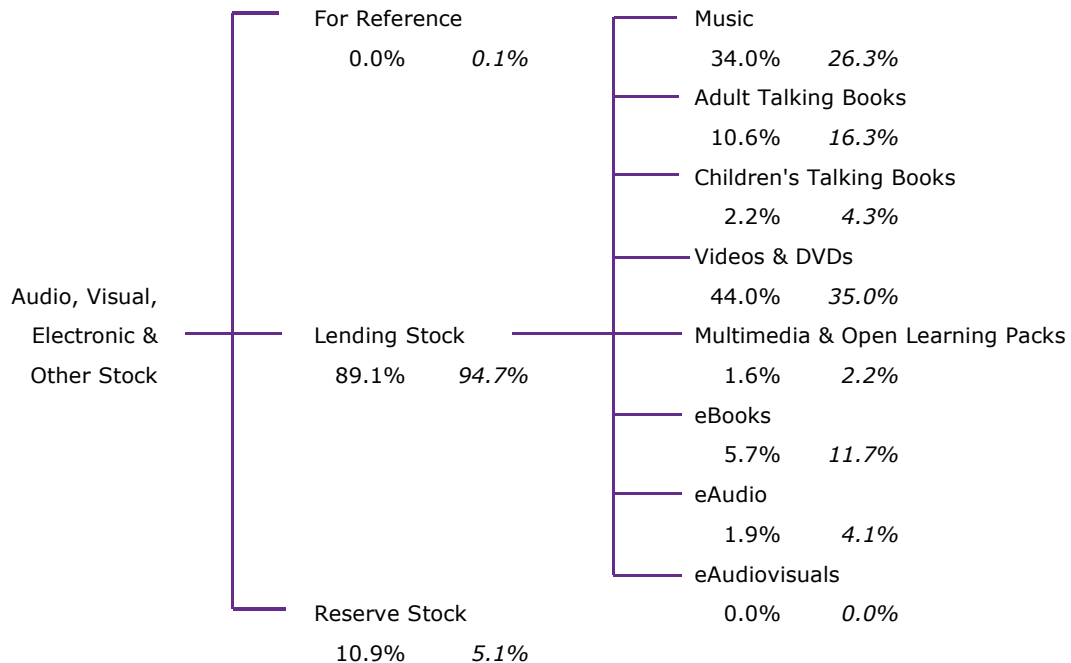 Audio, Visual,
Electronic &
Other Stock
For Reference
0.0% 0.1%
Lending Stock
89.1% 94.7%
Reserve Stock
10.9% 5.1%
Music
34.0% 26.3%
Adult Talking Books
10.6% 16.3%
Children's Talking Books
2.2% 4.3%
Videos & DVDs
44.0% 35.0%
Multimedia & Open Learning Packs
1.6% 2.2%
eBooks
5.7% 11.7%
eAudio
1.9% 4.1%
eAudiovisuals
0.0% 0.0%